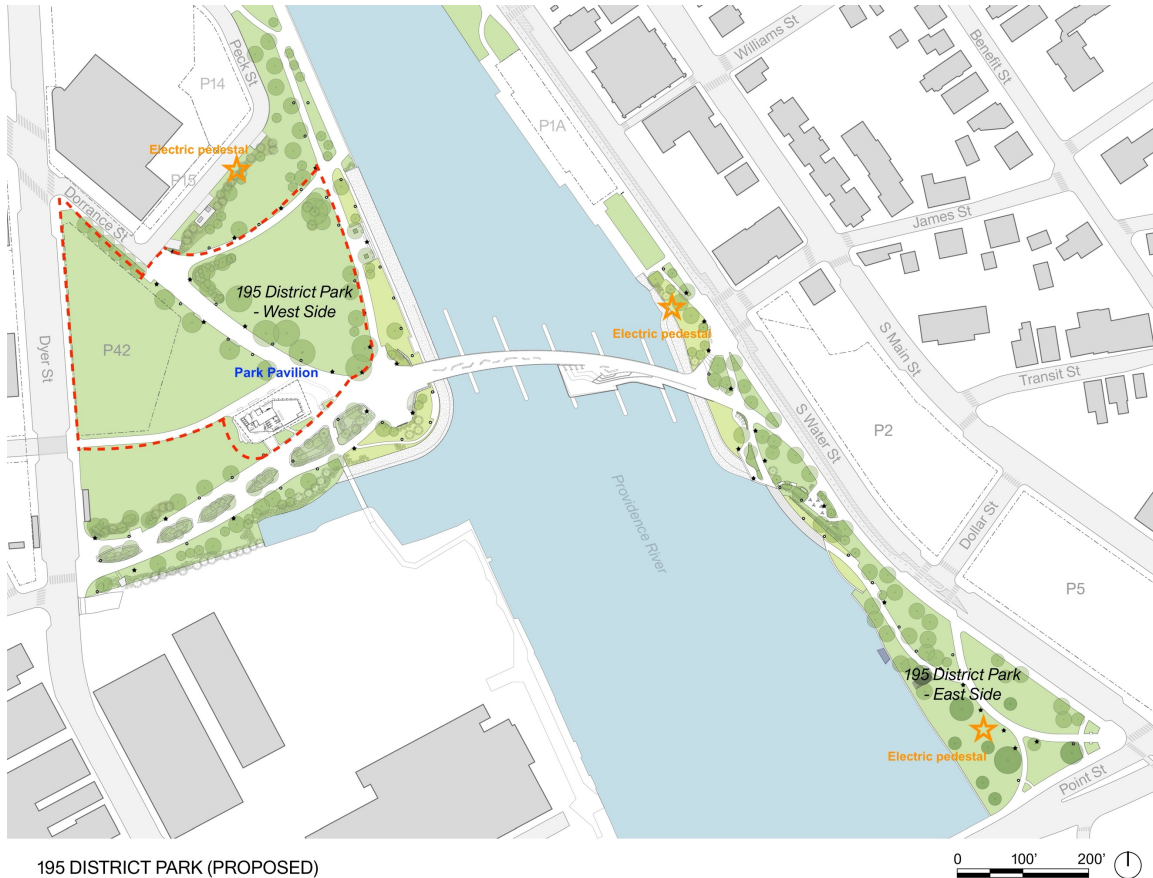 Peck St
P14
Electric pedestal
P15
Dorrance St
Williams St
Benefit St
P1A
James St
195 District Park
- West Side
Electric pedestal
S Main St
Dyer St
P42
Park Pavilion
Transit St
S Water St
P2
Providence River
Dollar St
P5
195 District Park
- East Side
Electric pedestal
Point St
195 DISTRICT PARK (PROPOSED)
0 100' 200'